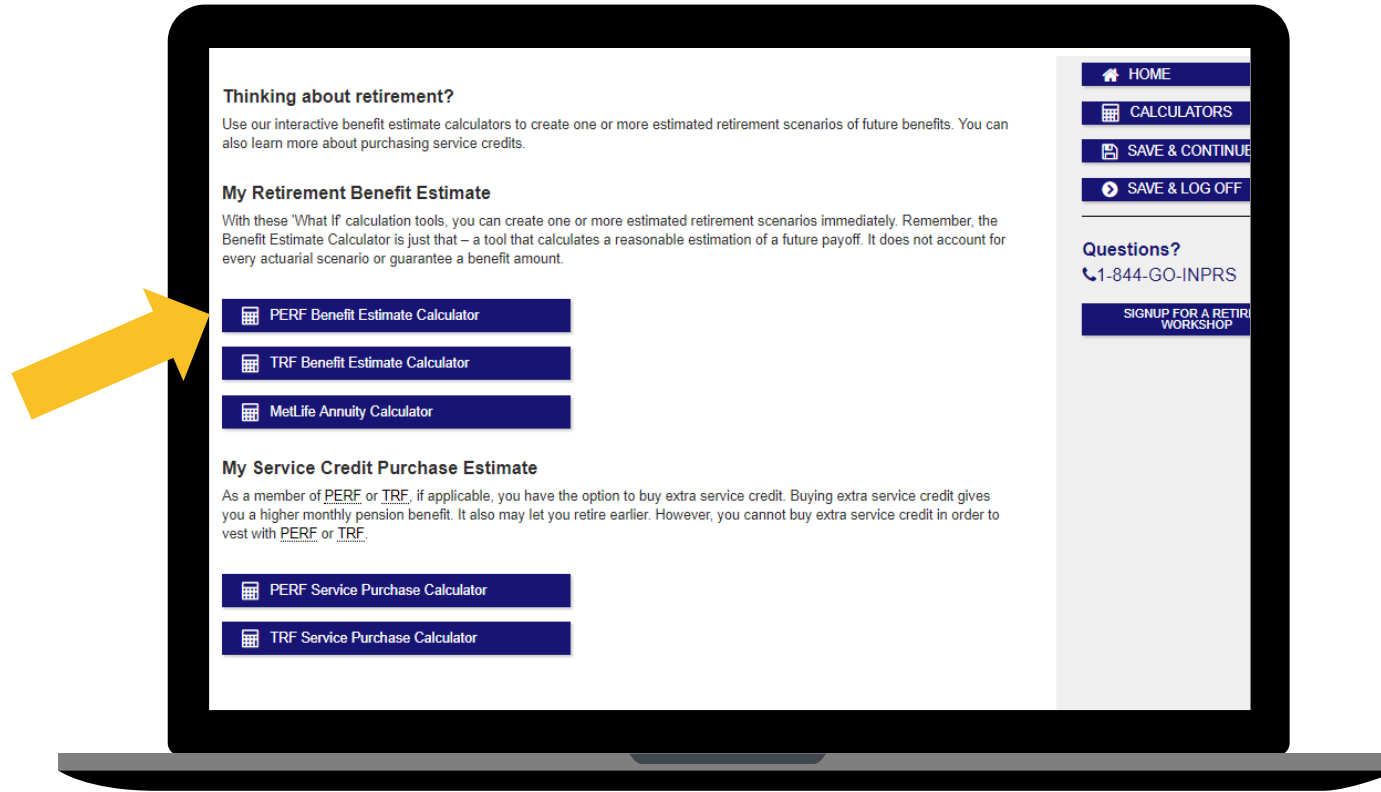 Thinking about retirement?
Use our interactive benefit estimate calculators to create one or more estimated retirement scenarios of future benefits. You can
also learn more about purchasing service credits.
My Retirement Benefit Estimate
With these 'What If' calculation tools, you can create one or more estimated retirement scenarios immediately. Remember, the
Benefit Estimate Calculator is just that – a tool that calculates a reasonable estimation of a future payoff. It does not account for
every actuarial scenario or guarantee a benefit amount.
PERF Benefit Estimate Calculator
TRF Benefit Estimate Calculator
MetLife Annuity Calculator
My Service Credit Purchase Estimate
As a member of PERF or TRF, if applicable, you have the option to buy extra service credit. Buying extra service credit gives
you a higher monthly pension benefit. It also may let you retire earlier. However, you cannot buy extra service credit in order to
vest with PERF or TRF.
PERF Service Purchase Calculator
TRF Service Purchase Calculator
HOME
CALCULATORS
SAVE & CONTINUE
SAVE & LOG OFF
Questions?
1-844-GO-INPRS
SIGNUP FOR A
WORKSHOP